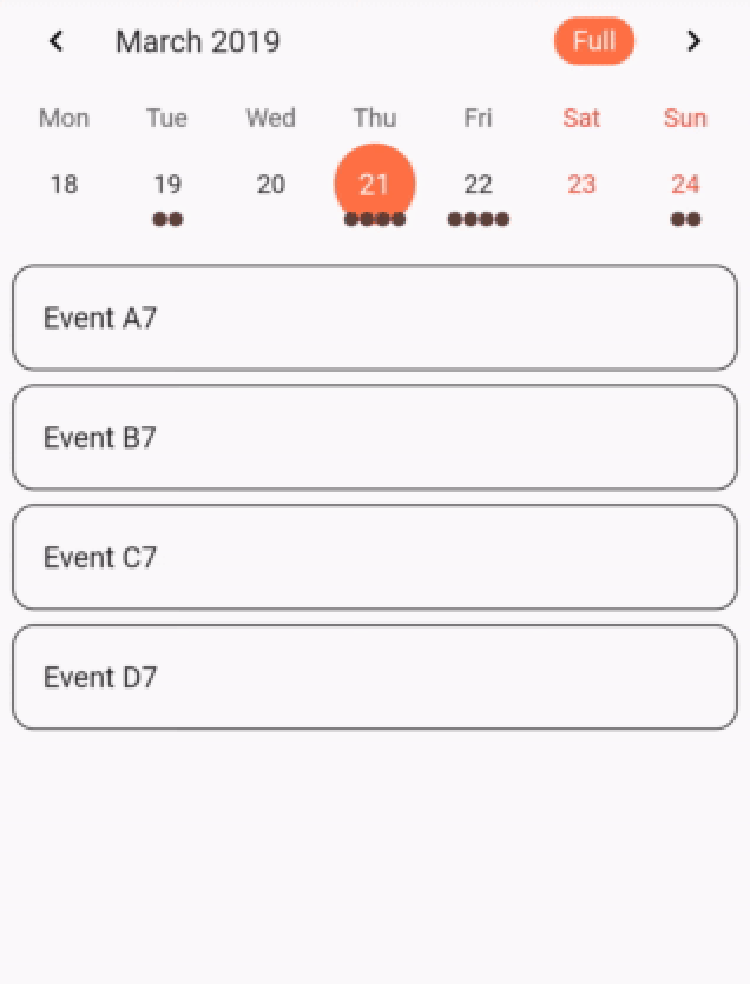 March 2019 Full
Mon Tue Wed Thu Fri Sat Sun
18 19 20 21 22 23 24
Event A7
Event B7
Event C7
Event D7